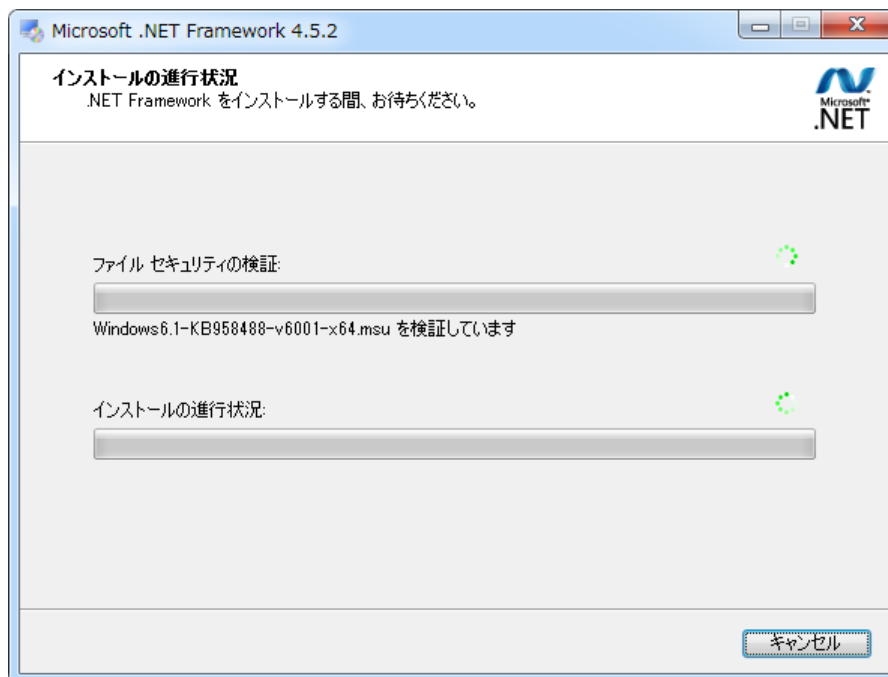 Microsoft .NET Framework 4.5.2
インストールの進行状況
.NET Framework をインストールする間、お待ちください。
Microsoft®
.NET
ファイル セキュリティの検証:
Windows6.1-KB958488-v6001-x64.msu を検証しています
インストールの進行状況:
キャンセル